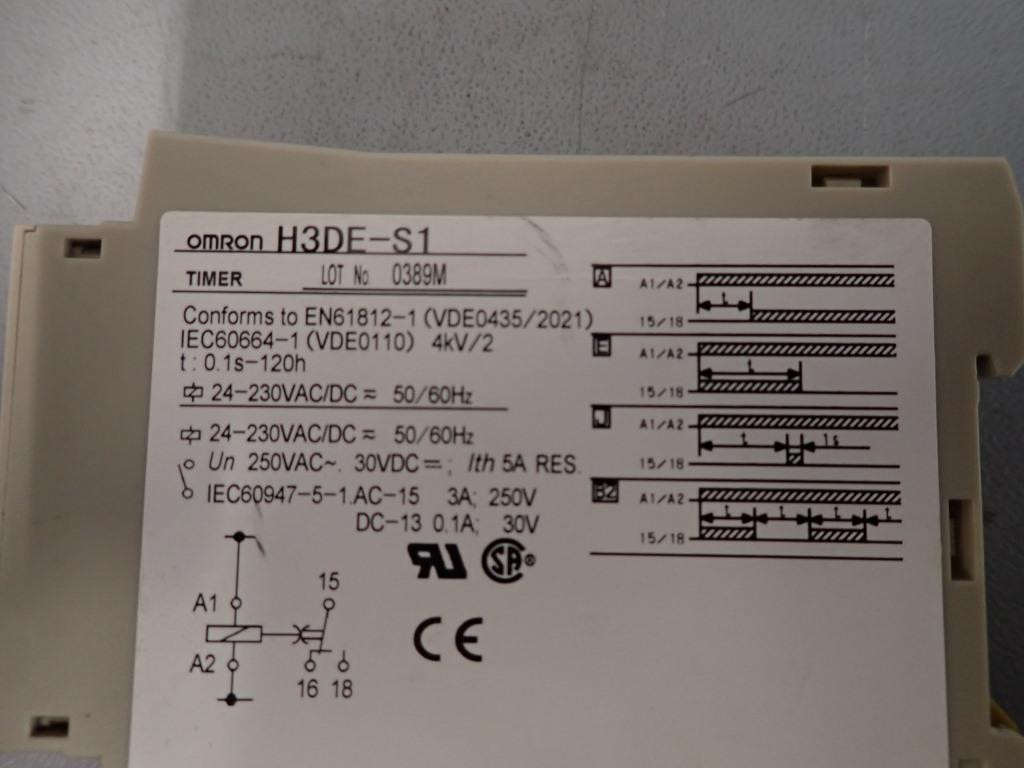 omron H3DE-S1
TIMER LOT No. 0389M
Conforms to EN61812-1 (VDE0435/2021)
IEC60664-1 (VDE0110) 4kV/2
t : 0.1s-120h
24-230VAC/DC ≂ 50/60Hz
24-230VAC/DC ≂ 50/60Hz
Un 250VAC~. 30VDC⎓; Ith 5A RES.
IEC60947-5-1.AC-15 3A; 250V
DC-13 0.1A; 30V
A1
A2
15
16 18
RU SA®
CE
A A1/A2
t
15/18
E A1/A2
t
15/18
J A1/A2
t 1s
15/18
B2 A1/A2
t t t t
15/18